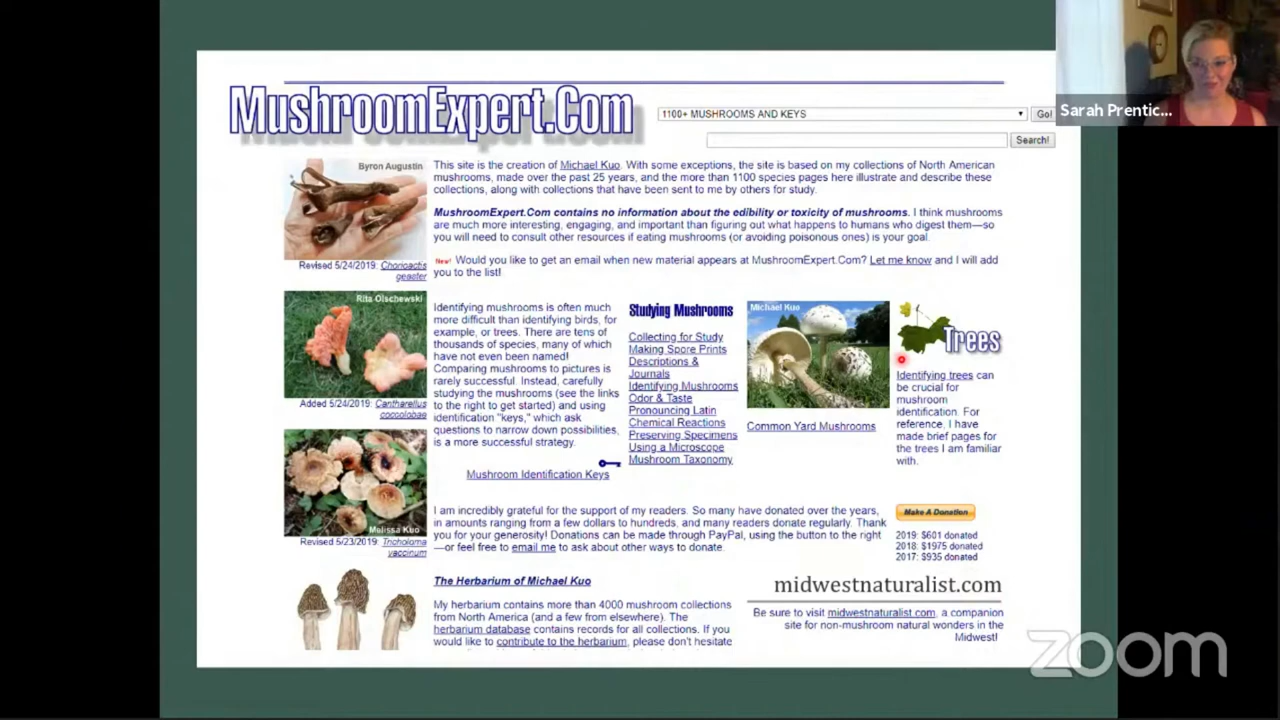 MushroomExpert.Com
1100+ MUSHROOMS AND KEYS
Go!
Sarah Prentic...
Search!
Byron Augustin
Revised 5/24/2019: Chorioactis
geaster
This site is the creation of Michael Kuo. With some exceptions, the site is based on my collections of North American
mushrooms, made over the past 25 years, and the more than 1100 species pages here illustrate and describe these
collections, along with collections that have been sent to me by others for study.
MushroomExpert.Com contains no information about the edibility or toxicity of mushrooms. I think mushrooms
are much more interesting, engaging, and important than figuring out what happens to humans who digest them—so
you will need to consult other resources if eating mushrooms (or avoiding poisonous ones) is your goal.
New! Would you like to get an email when new material appears at MushroomExpert.Com? Let me know and I will add
you to the list!
Rita Olschewski
Added 5/24/2019: Cantharellus
coccolobae
Melissa Kuo
Revised 5/23/2019: Tricholoma
vaccinum
Identifying mushrooms is often much
more difficult than identifying birds, for
example, or trees. There are tens of
thousands of species, many of which
have not even been named!
Comparing mushrooms to pictures is
rarely successful. Instead, carefully
studying the mushrooms (see the links
to the right to get started) and using
identification "keys," which ask
questions to narrow down possibilities,
is a more successful strategy.
Mushroom Identification Keys
Studying Mushrooms
Collecting for Study
Making Spore Prints
Descriptions &
Journals
Identifying Mushrooms
Odor & Taste
Pronouncing Latin
Chemical Reactions
Preserving Specimens
Using a Microscope
Mushroom Taxonomy
Michael Kuo
Common Yard Mushrooms
Trees
Identifying trees can
be crucial for
mushroom
identification. For
reference, I have
made brief pages for
the trees I am familiar
with.
I am incredibly grateful for the support of my readers. So many have donated over the years,
in amounts ranging from a few dollars to hundreds, and many readers donate regularly. Thank
you for your generosity! Donations can be made through PayPal, using the button to the right
—or feel free to email me to ask about other ways to donate.
Make A Donation
2019: $601 donated
2018: $1975 donated
2017: $935 donated
The Herbarium of Michael Kuo
My herbarium contains more than 4000 mushroom collections
from North America (and a few from elsewhere). The
herbarium database contains records for all collections. If you
would like to contribute to the herbarium, please don't hesitate
midwestnaturalist.com
Be sure to visit midwestnaturalist.com, a companion
site for non-mushroom natural wonders in the
Midwest!
zoom